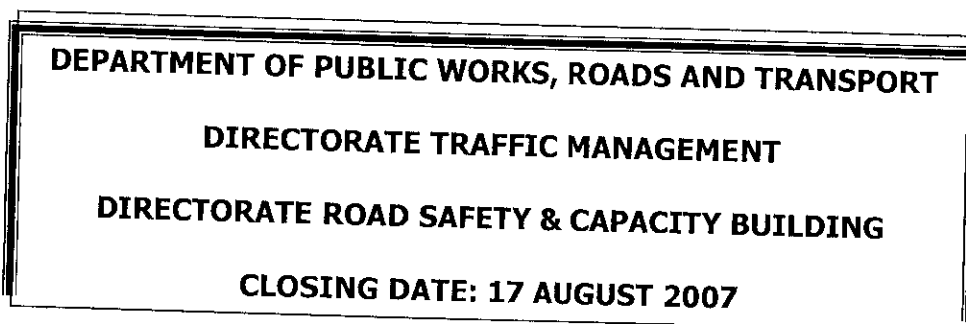 DEPARTMENT OF PUBLIC WORKS, ROADS AND TRANSPORT
DIRECTORATE TRAFFIC MANAGEMENT
DIRECTORATE ROAD SAFETY & CAPACITY BUILDING
CLOSING DATE: 17 AUGUST 2007